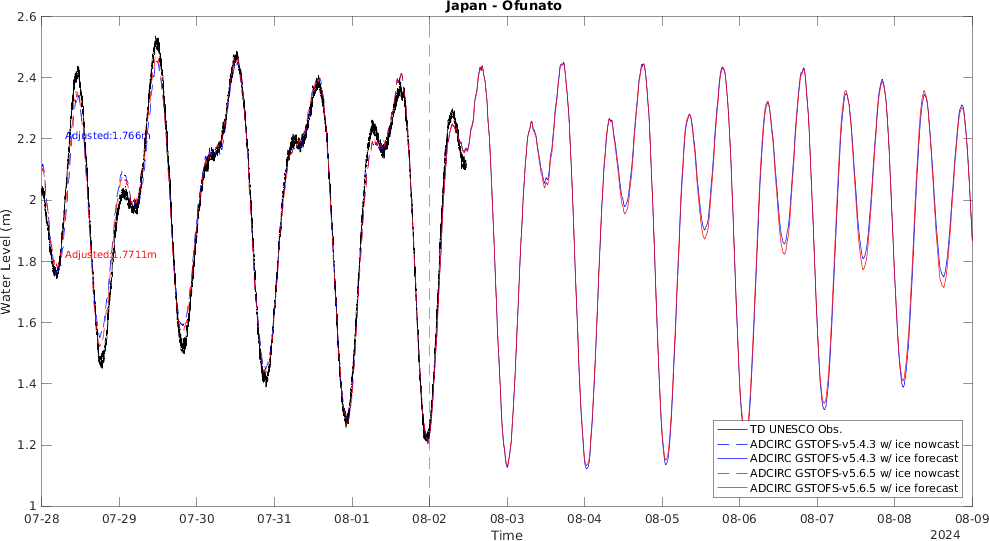 Japan - Ofunato
Water Level (m)
2.6
2.4
2.2
2
1.8
1.6
1.4
1.2
1
Adjusted:1.766m
Adjusted:1.7711m
TD UNESCO Obs.
ADCIRC GSTOFS-v5.4.3 w/ ice nowcast
ADCIRC GSTOFS-v5.4.3 w/ ice forecast
ADCIRC GSTOFS-v5.6.5 w/ ice nowcast
ADCIRC GSTOFS-v5.6.5 w/ ice forecast
07-28 07-29 07-30 07-31 08-01 08-02 08-03 08-04 08-05 08-06 08-07 08-08 08-09
Time
2024